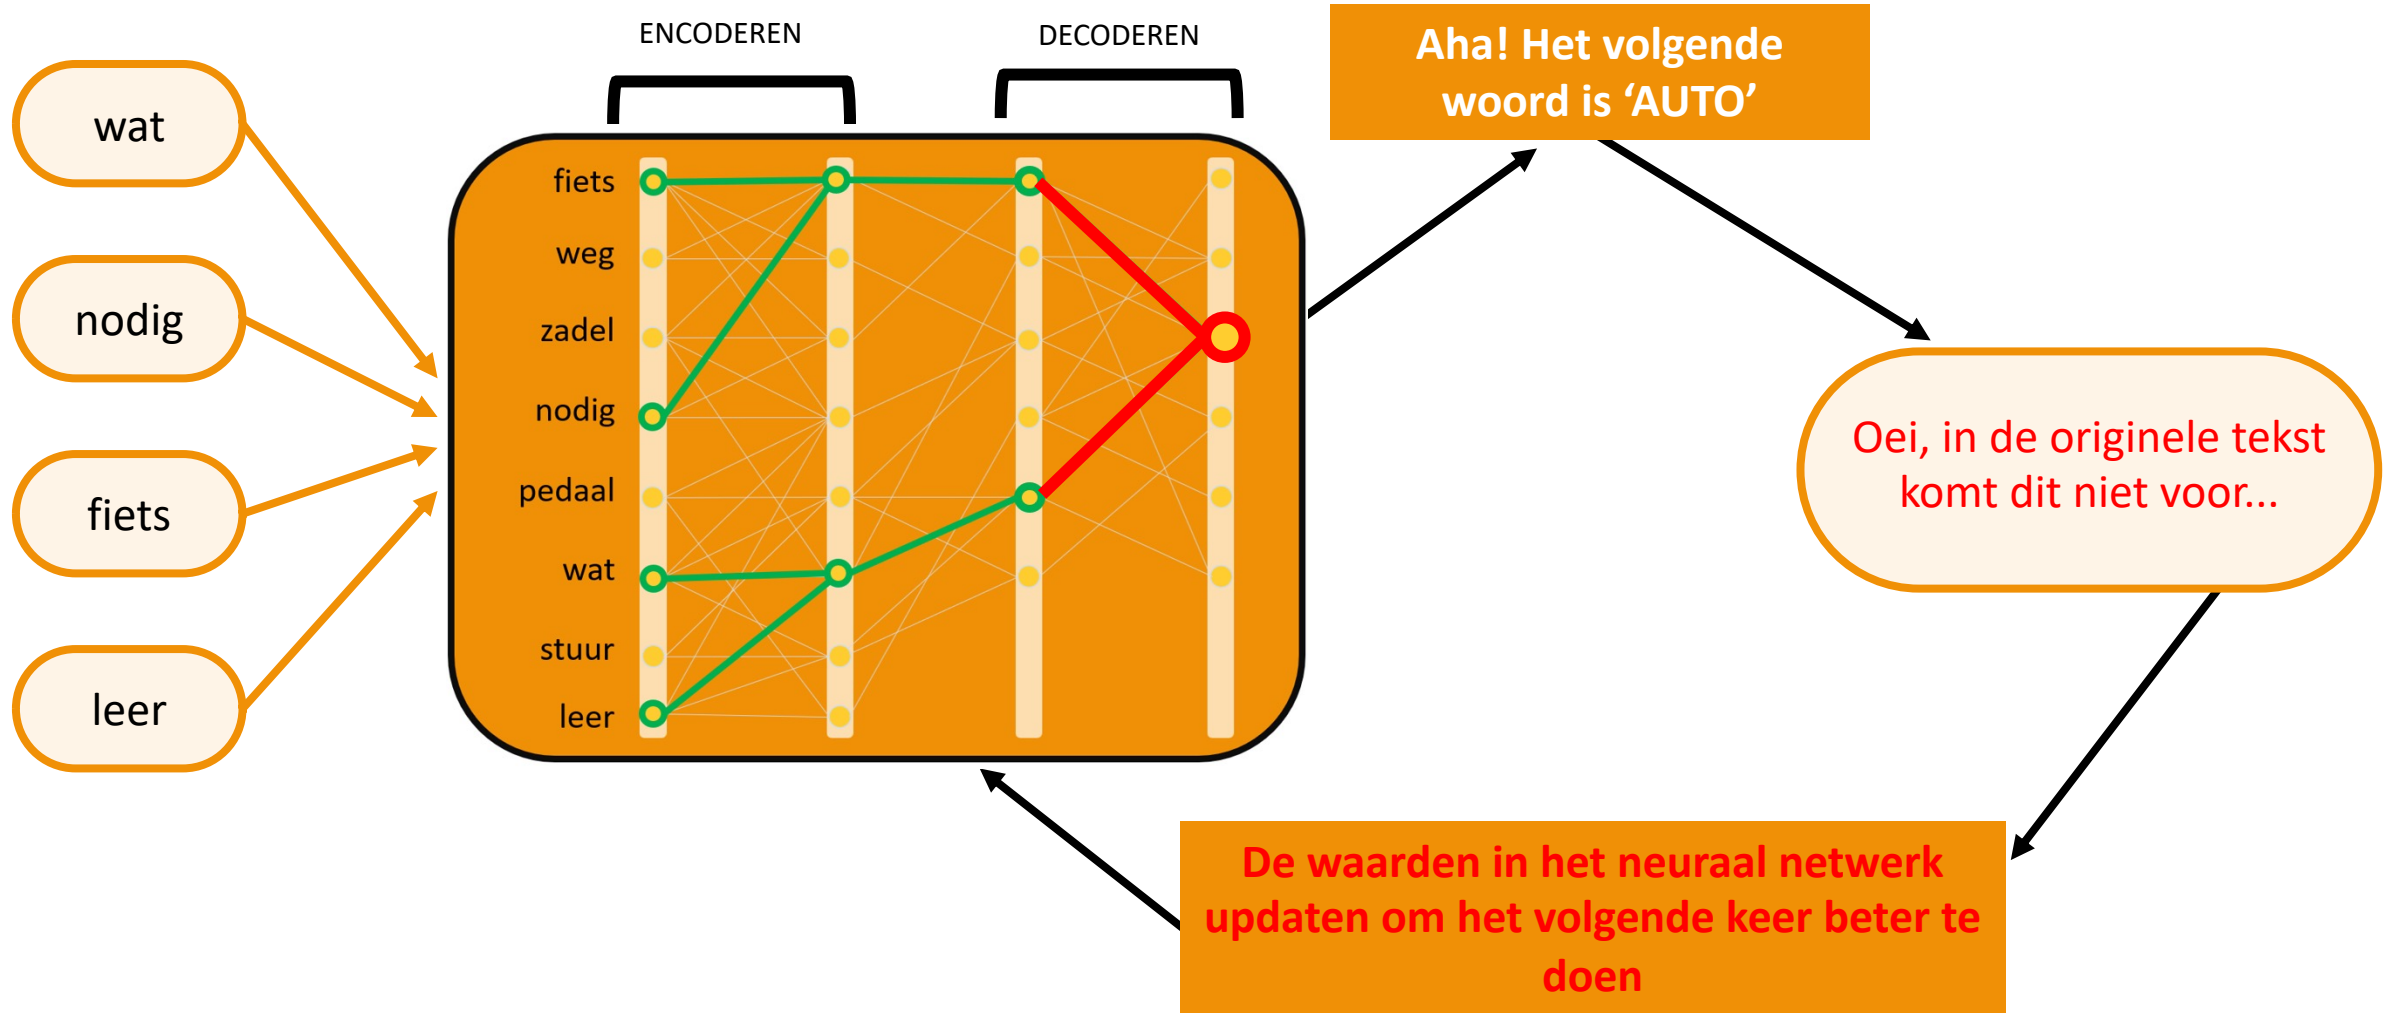 ENCODEREN
DECODEREN
Aha! Het volgende
woord is ‘AUTO’
wat
nodig
fiets
leer
fiets
weg
zadel
nodig
pedaal
wat
stuur
leer
Oei, in de originele tekst
komt dit niet voor...
De waarden in het neuraal netwerk
updaten om het volgende keer beter te
doen